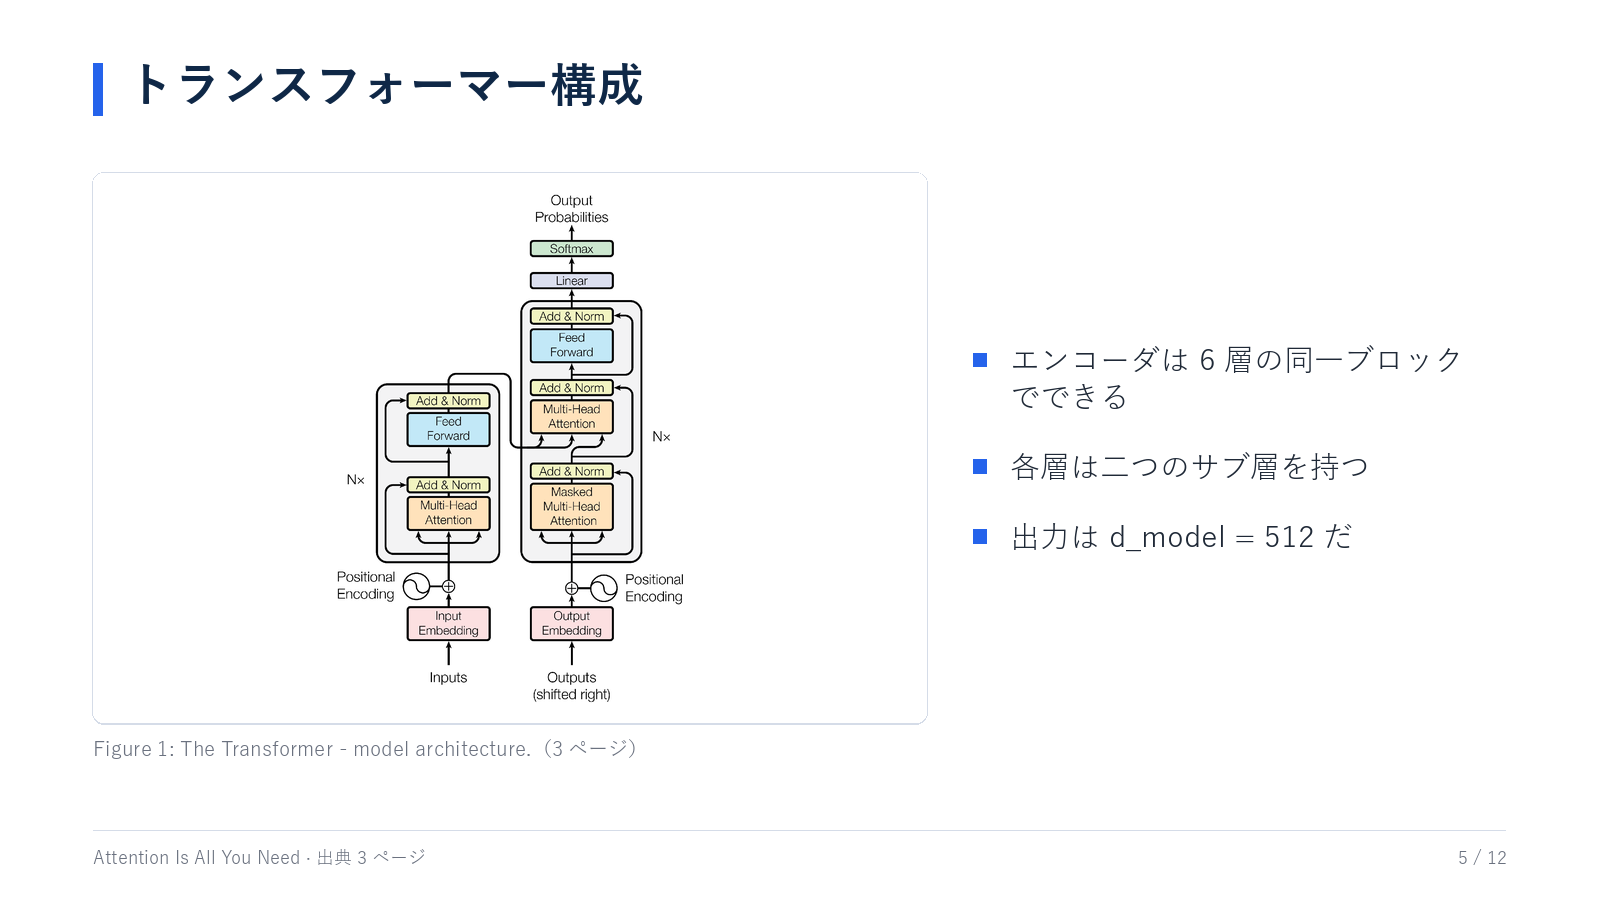 トランスフォーマー構成
Output
Probabilities
Softmax
Linear
Add & Norm
Feed
Forward
Add & Norm
Multi-Head
Attention
Add & Norm
Masked
Multi-Head
Attention
N×
Add & Norm
Feed
Forward
Add & Norm
Multi-Head
Attention
N×
Positional
Encoding
Positional
Encoding
Input
Embedding
Output
Embedding
Inputs
Outputs
(shifted right)
Figure 1: The Transformer - model architecture.（3 ページ）
エンコーダは 6 層の同一ブロック
でできる
各層は二つのサブ層を持つ
出力は d_model = 512 だ
Attention Is All You Need · 出典 3 ページ
5 / 12